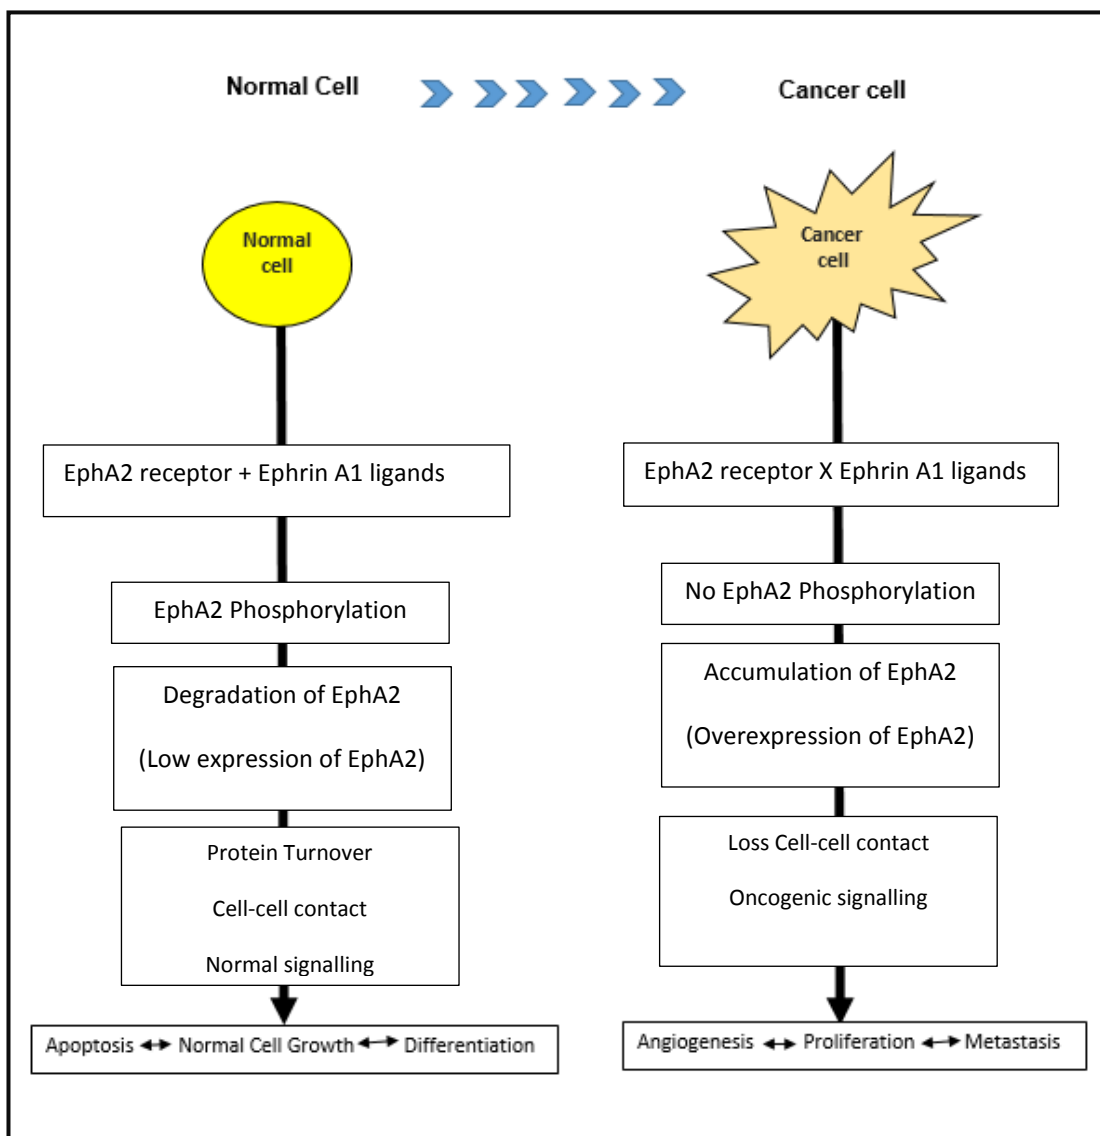 Normal Cell
Cancer cell
Normal
cell
Cancer
cell
EphA2 receptor + Ephrin A1 ligands
EphA2 receptor X Ephrin A1 ligands
EphA2 Phosphorylation
No EphA2 Phosphorylation
Degradation of EphA2
(Low expression of EphA2)
Accumulation of EphA2
(Overexpression of EphA2)
Protein Turnover
Cell-cell contact
Normal signalling
Loss Cell-cell contact
Oncogenic signalling
Apoptosis ↔ Normal Cell Growth ↔ Differentiation
Angiogenesis ↔ Proliferation ↔ Metastasis